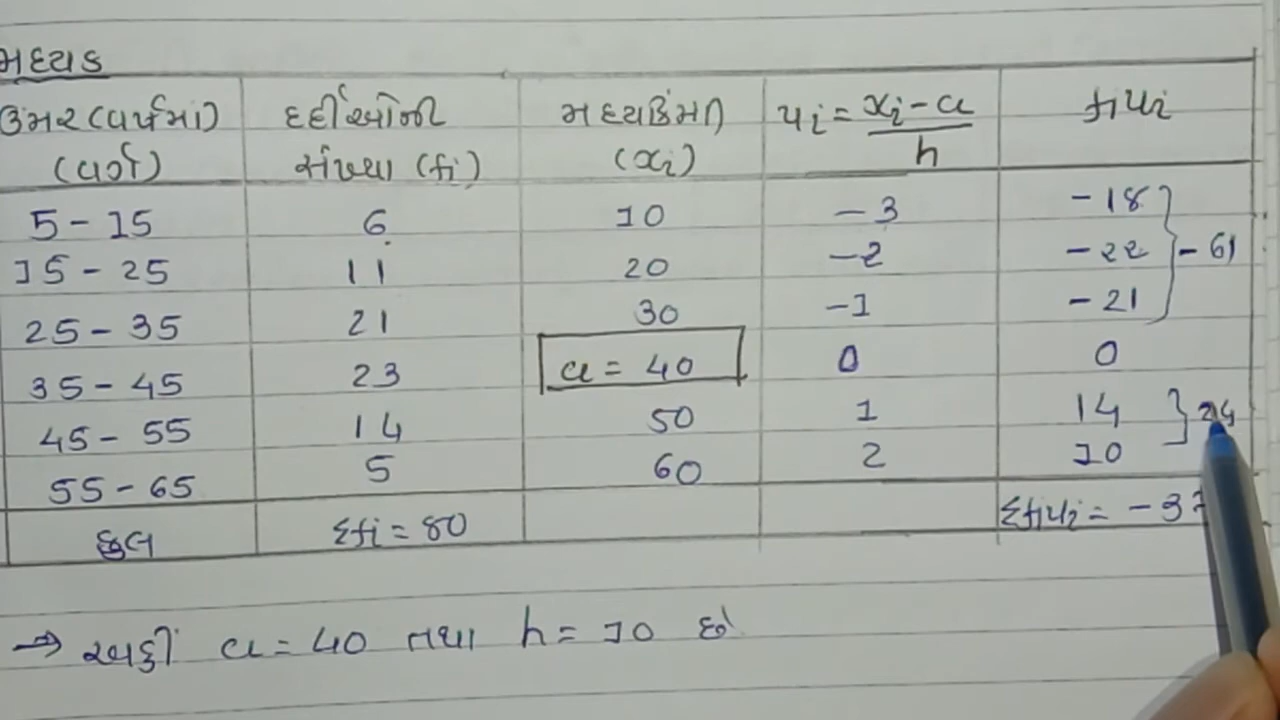 મધ્યક
ઉંમર (વર્ષમાં) દર્દીઓની મધ્યકિંમત uᵢ = xᵢ - a / h fᵢuᵢ
(વર્ગ) સંખ્યા (fᵢ) (xᵢ)
5 - 15 6 10 - 3 - 18
15 - 25 11 20 - 2 - 22 - 61
25 - 35 21 30 - 1 - 21
35 - 45 23 a = 40 0 0
45 - 55 14 50 1 14 24
55 - 65 5 60 2 10
કુલ Σfᵢ = 80 Σfᵢuᵢ = - 37
→ અહીં a = 40 તથા h = 10 છે.